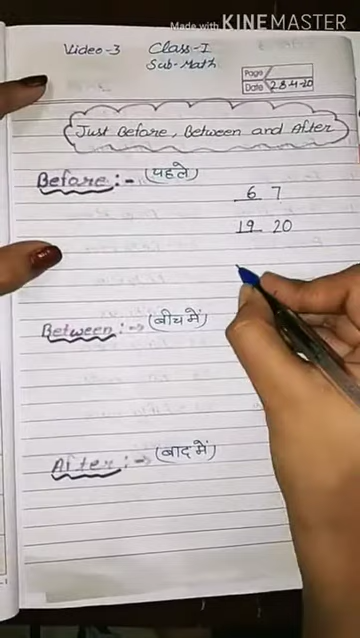 Made with KINEMASTER
Video-3 Class-I
Sub-Math
Page
Date 28-4-20
Just Before, Between and After
Before :- (पहले)
6 7
19 20
Between :→ (बीच में)
After :→ (बाद में)